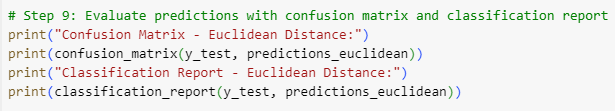 # Step 9: Evaluate predictions with confusion matrix and classification report
print("Confusion Matrix - Euclidean Distance:")
print(confusion_matrix(y_test, predictions_euclidean))
print("Classification Report - Euclidean Distance:")
print(classification_report(y_test, predictions_euclidean))